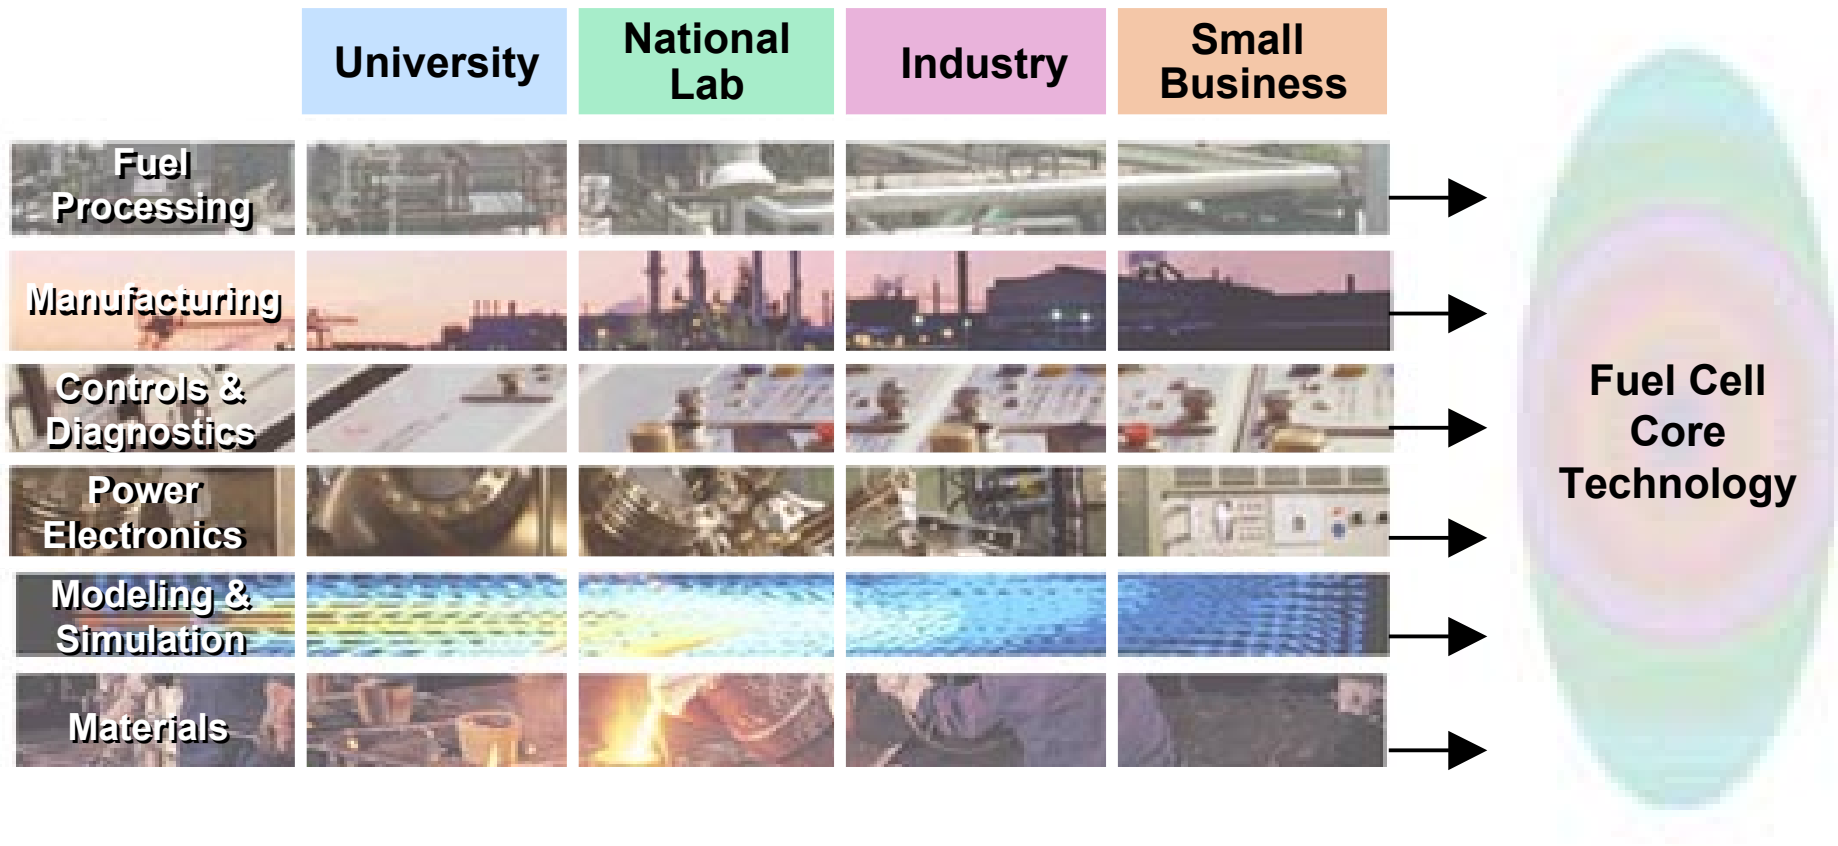 University
National
Lab
Industry
Small
Business
Fuel
Processing
Manufacturing
Controls &
Diagnostics
Power
Electronics
Modeling &
Simulation
Materials
Fuel Cell
Core
Technology